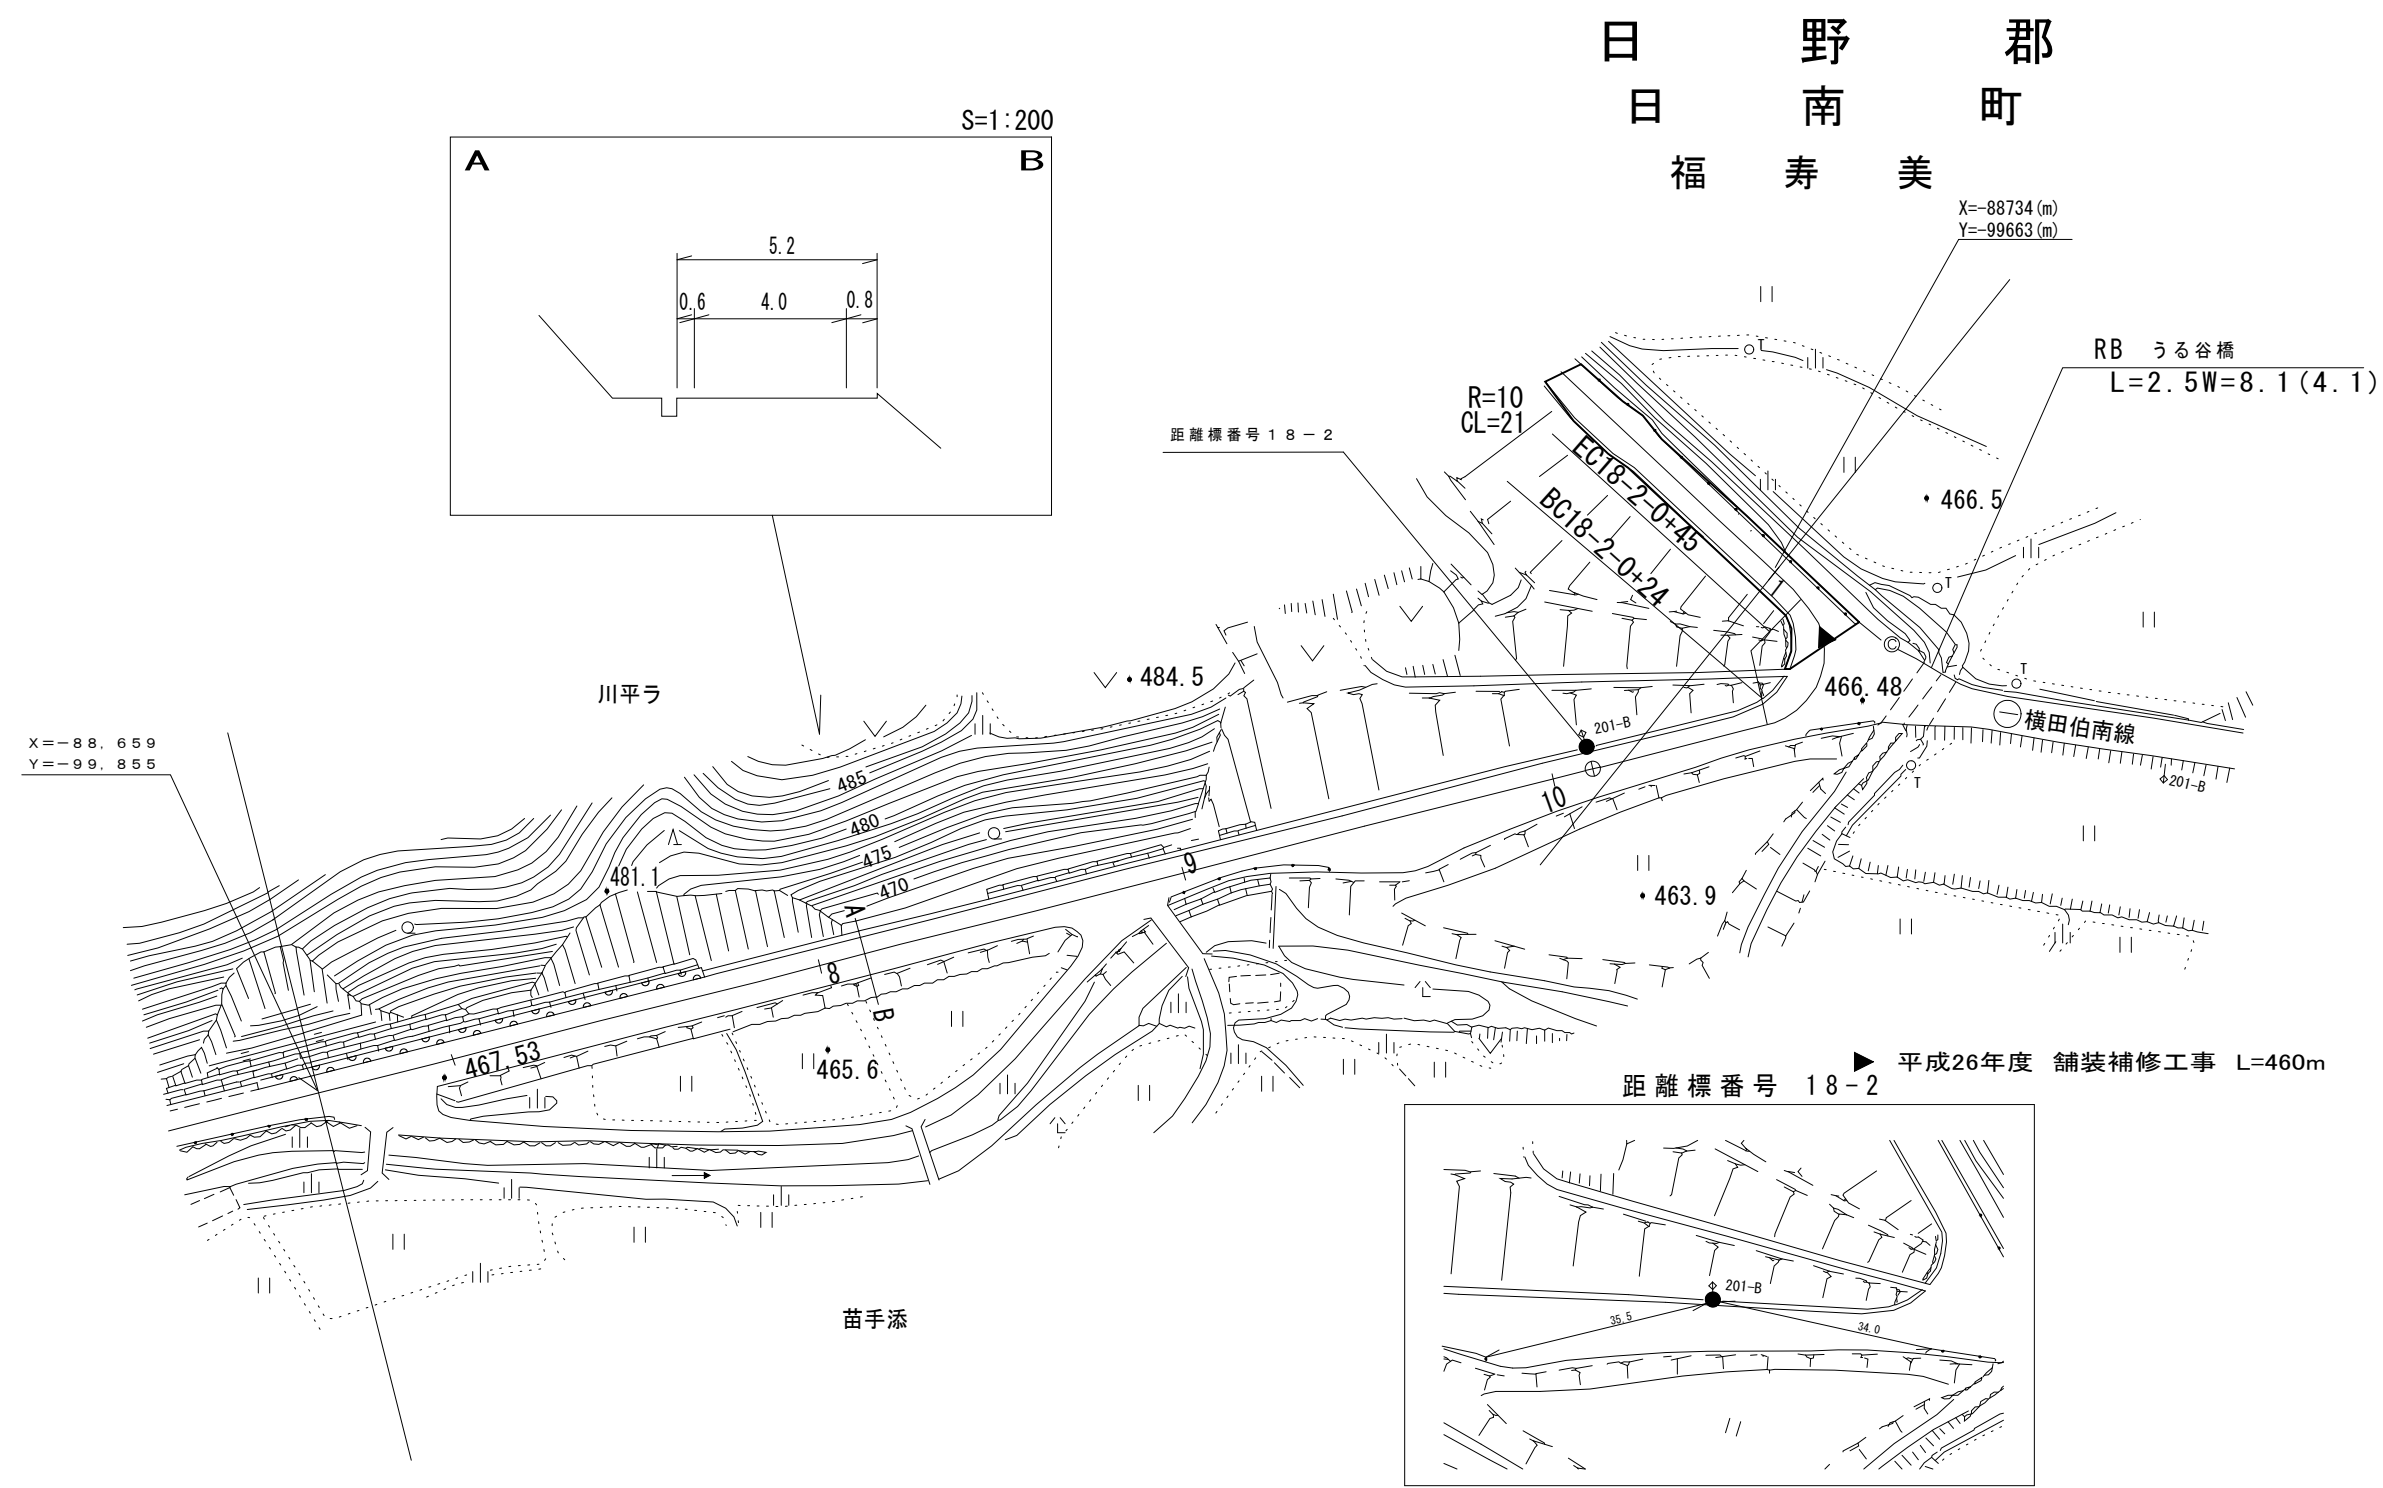 日野郡
日南町
福寿美
S=1:200
A
B
5.2
0.6
4.0
0.8
X=-88734(m)
Y=-99663(m)
RB うる谷橋
L=2.5W=8.1(4.1)
R=10
CL=21
距離標番号18-2
EC18-2-0+45
BC18-2-0+24
T
466.5
T
T
466.48
横田伯南線
201-B
201-B
T
484.5
川平ラ
X=-88,659
Y=-99,855
485
480
475
470
481.1
A
B
8
9
10
463.9
467.53
465.6
苗手添
平成26年度 舗装補修工事 L=460m
距離標番号 18-2
201-B
35.5
34.0